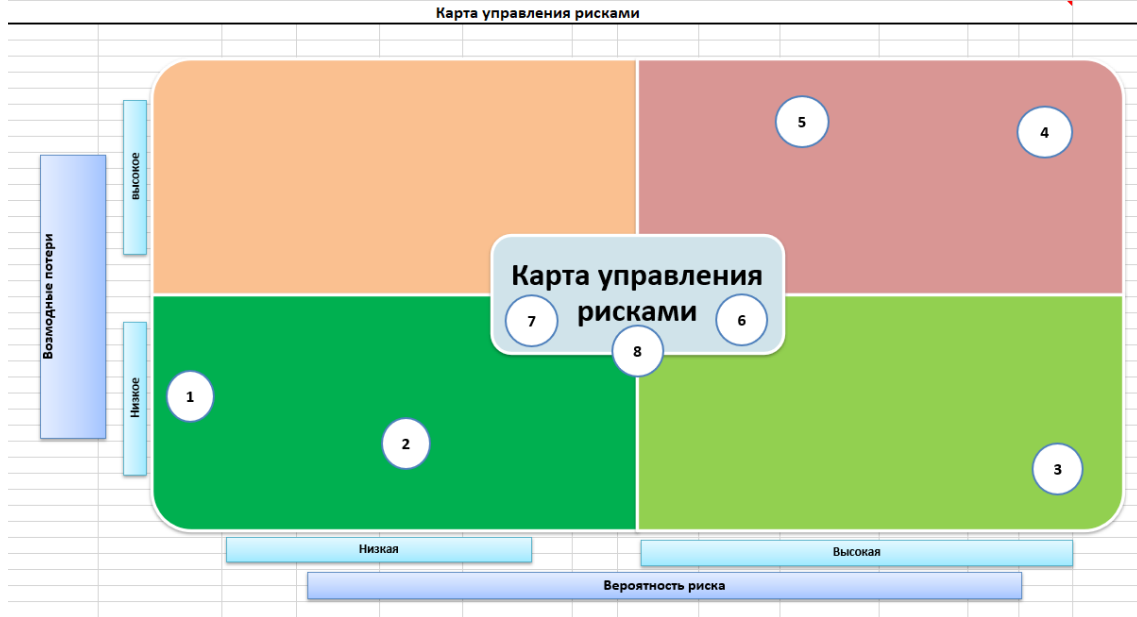 Карта управления рисками
5
4
высокое
Возмодные потери
Карта управления
рисками
7
6
8
Низкое
1
2
3
Низкая
Высокая
Вероятность риска